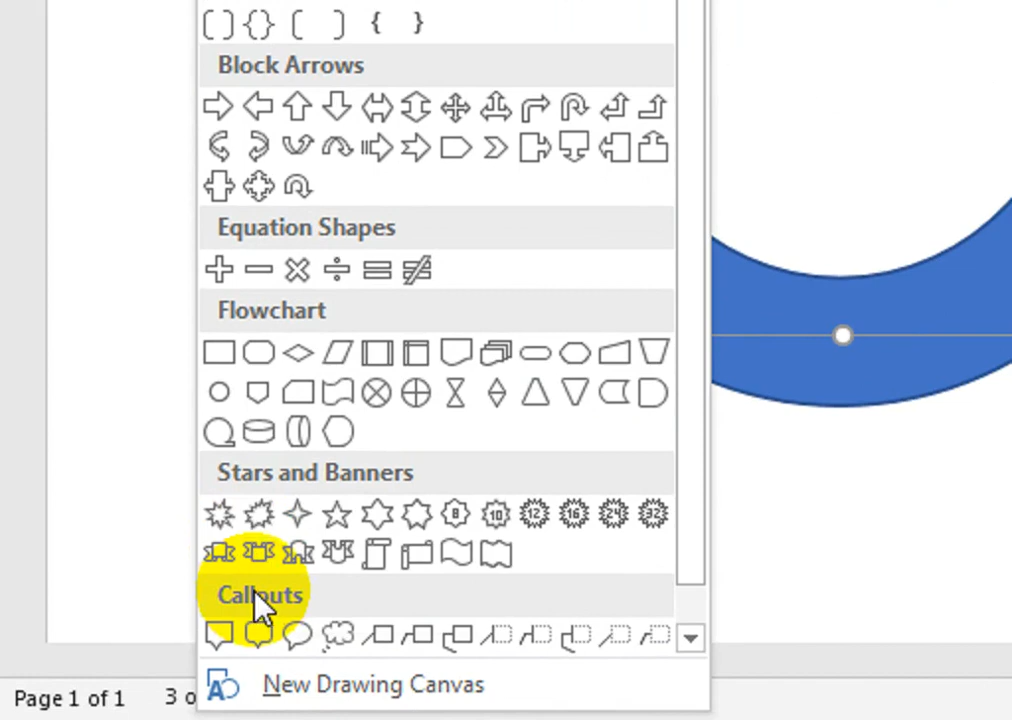 Block Arrows
Equation Shapes
Flowchart
Stars and Banners
8 10 12 16 24 32
Callouts
New Drawing Canvas
Page 1 of 1 3 o